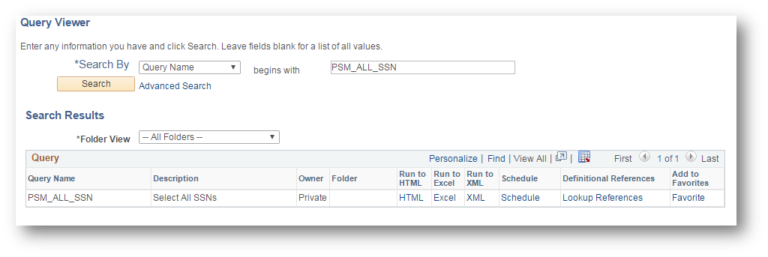 Query Viewer
Enter any information you have and click Search. Leave fields blank for a list of all values.
*Search By Query Name begins with PSM_ALL_SSN
Search Advanced Search
Search Results
*Folder View -- All Folders --
Query Personalize | Find | View All | | First 1 of 1 Last
Query Name Description Owner Folder Run to HTML Run to Excel Run to XML Schedule Definitional References Add to Favorites
PSM_ALL_SSN Select All SSNs Private HTML Excel XML Schedule Lookup References Favorite